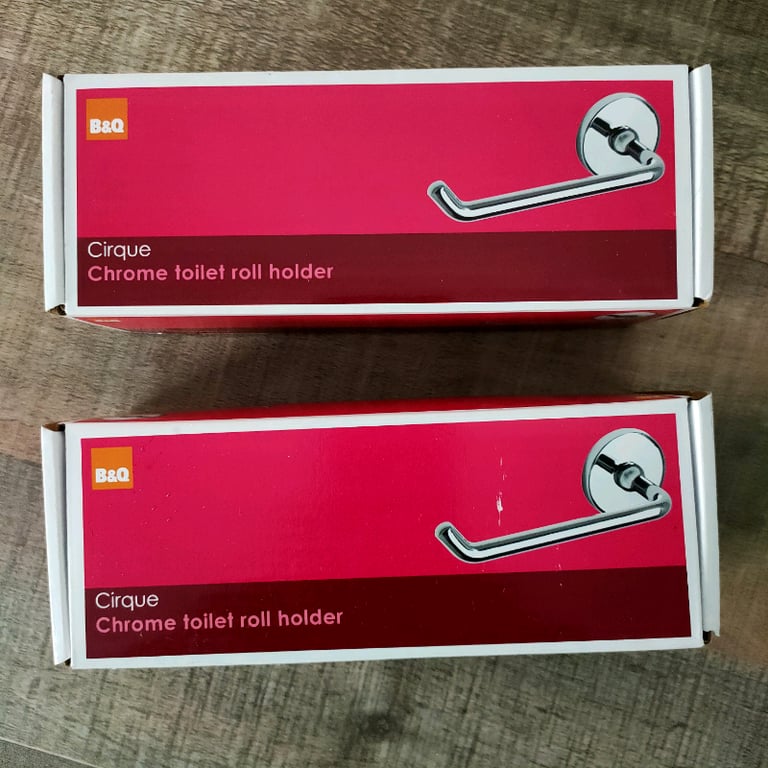 B&Q
Cirque
Chrome toilet roll holder
B&Q
Cirque
Chrome toilet roll holder